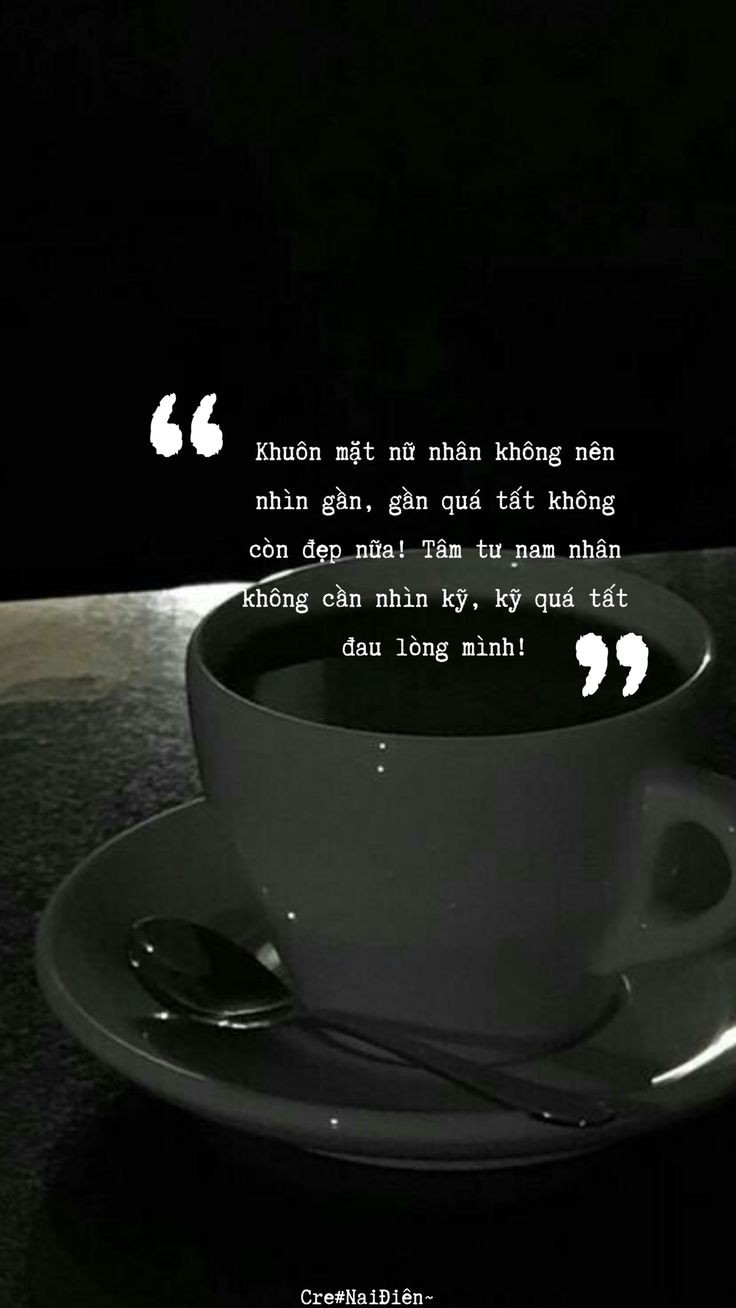 “ Khuôn mặt nữ nhân không nên
nhìn gần, gần quá tất không
còn đẹp nữa! Tâm tư nam nhân
không cần nhìn kỹ, kỹ quá tất
đau lòng mình! ”
Cre#NaiĐiên~